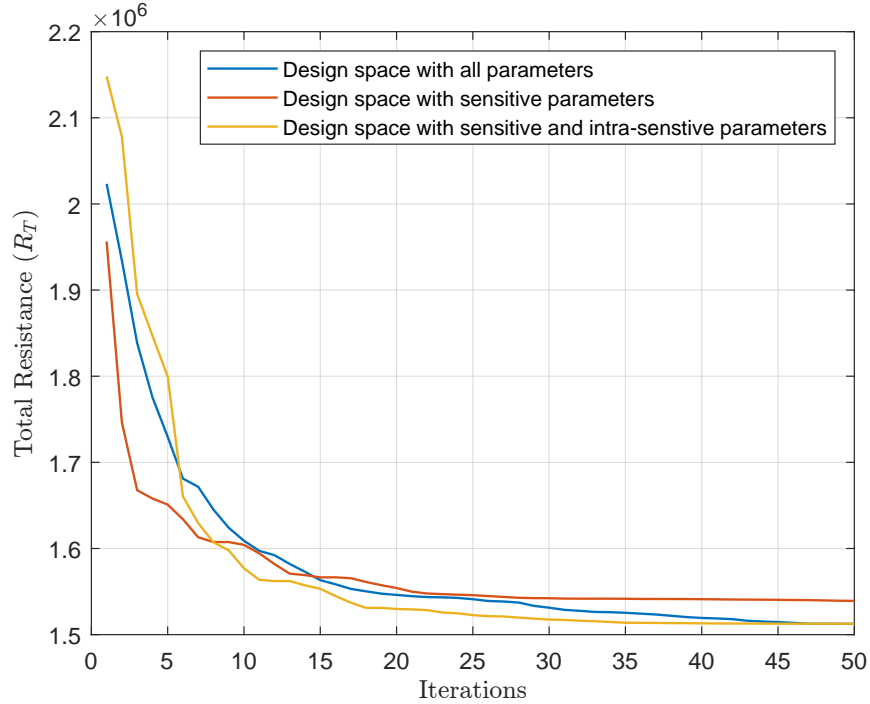 ×10^6
2.2
2.1
2
1.9
1.8
1.7
1.6
1.5
Total Resistance (R_T)
Design space with all parameters
Design space with sensitive parameters
Design space with sensitive and intra-senstive parameters
0 5 10 15 20 25 30 35 40 45 50
Iterations